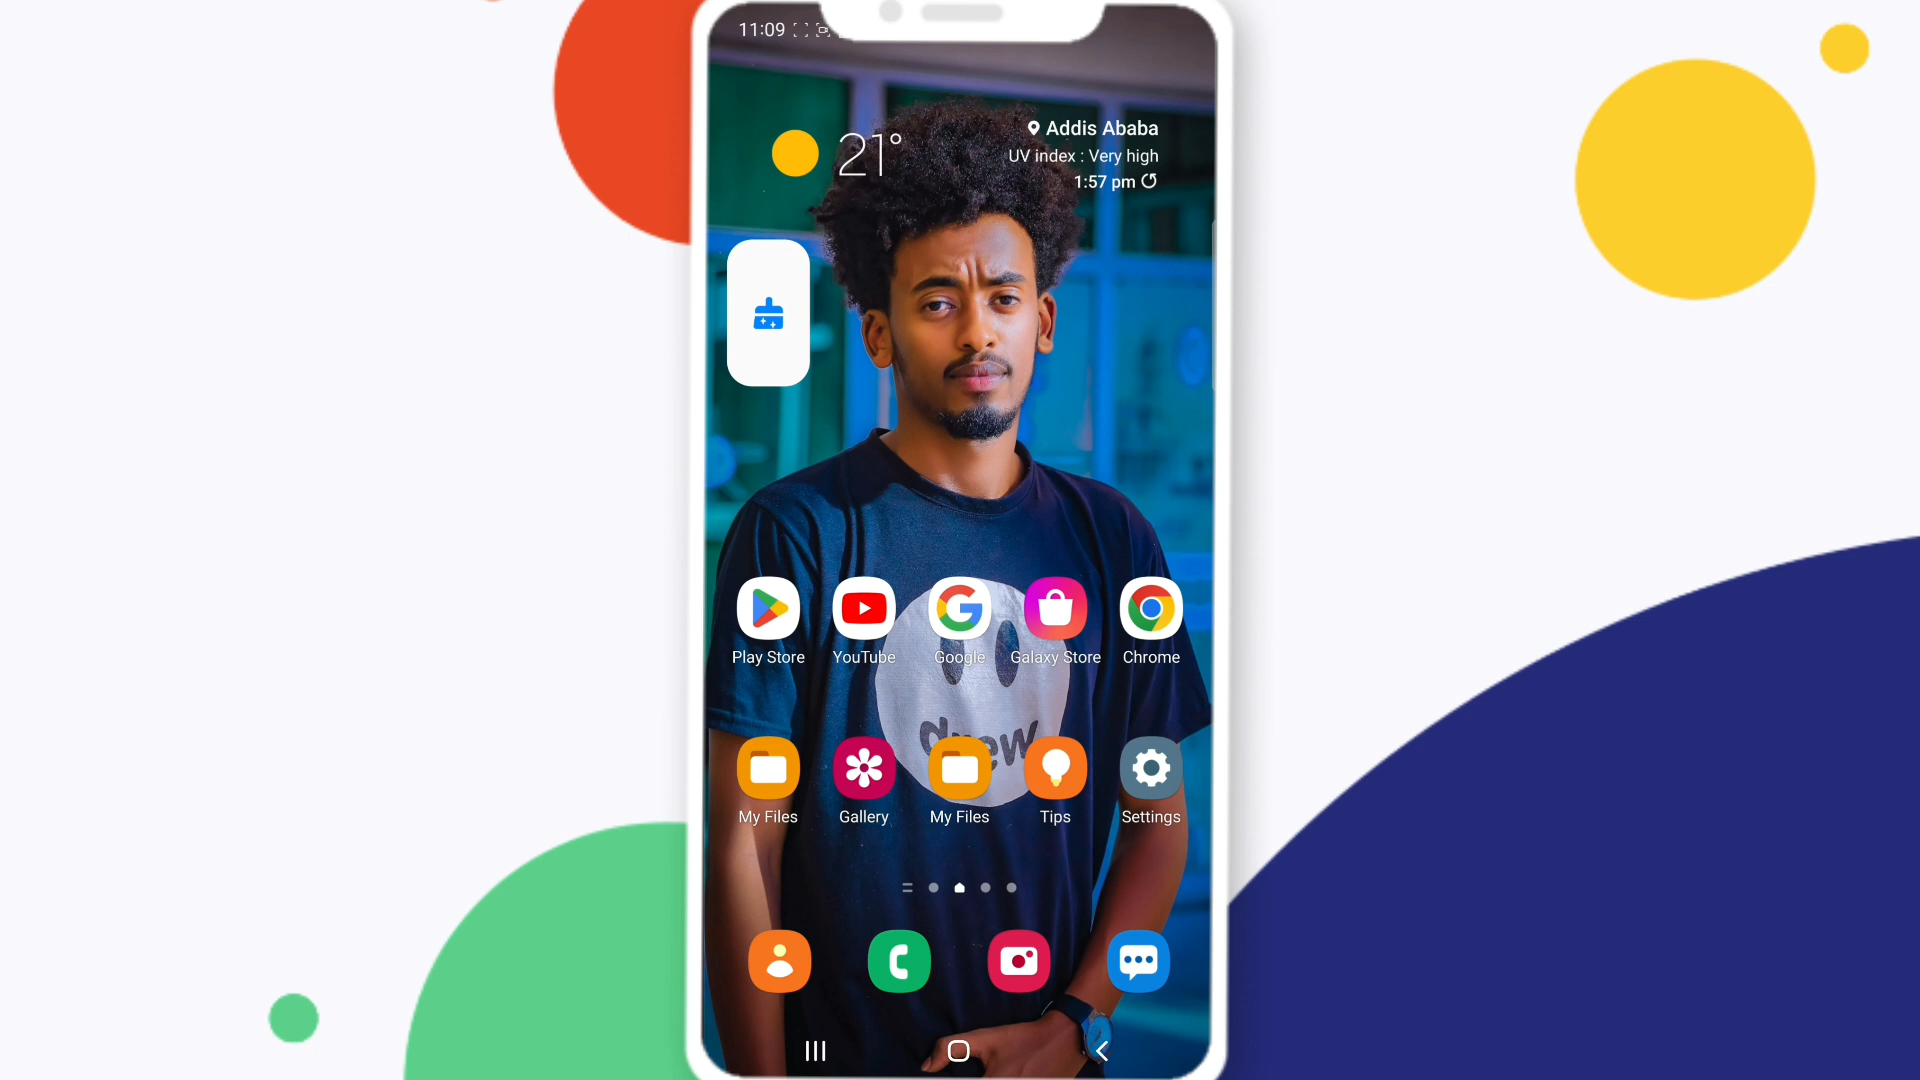 11:09
21°
Addis Ababa
UV index : Very high
1:57 pm
Play Store YouTube Google Galaxy Store Chrome
drew
My Files Gallery My Files Tips Settings